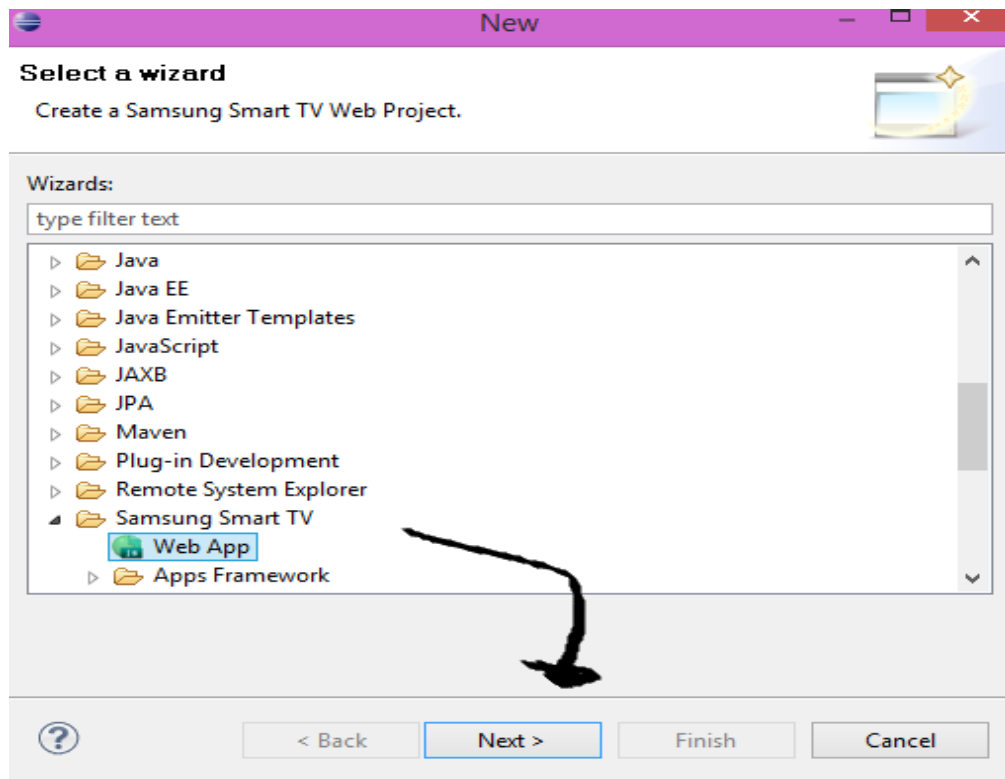 New
Select a wizard
Create a Samsung Smart TV Web Project.
Wizards:
type filter text
Java
Java EE
Java Emitter Templates
JavaScript
JAXB
JPA
Maven
Plug-in Development
Remote System Explorer
Samsung Smart TV
Web App
Apps Framework
? < Back Next > Finish Cancel